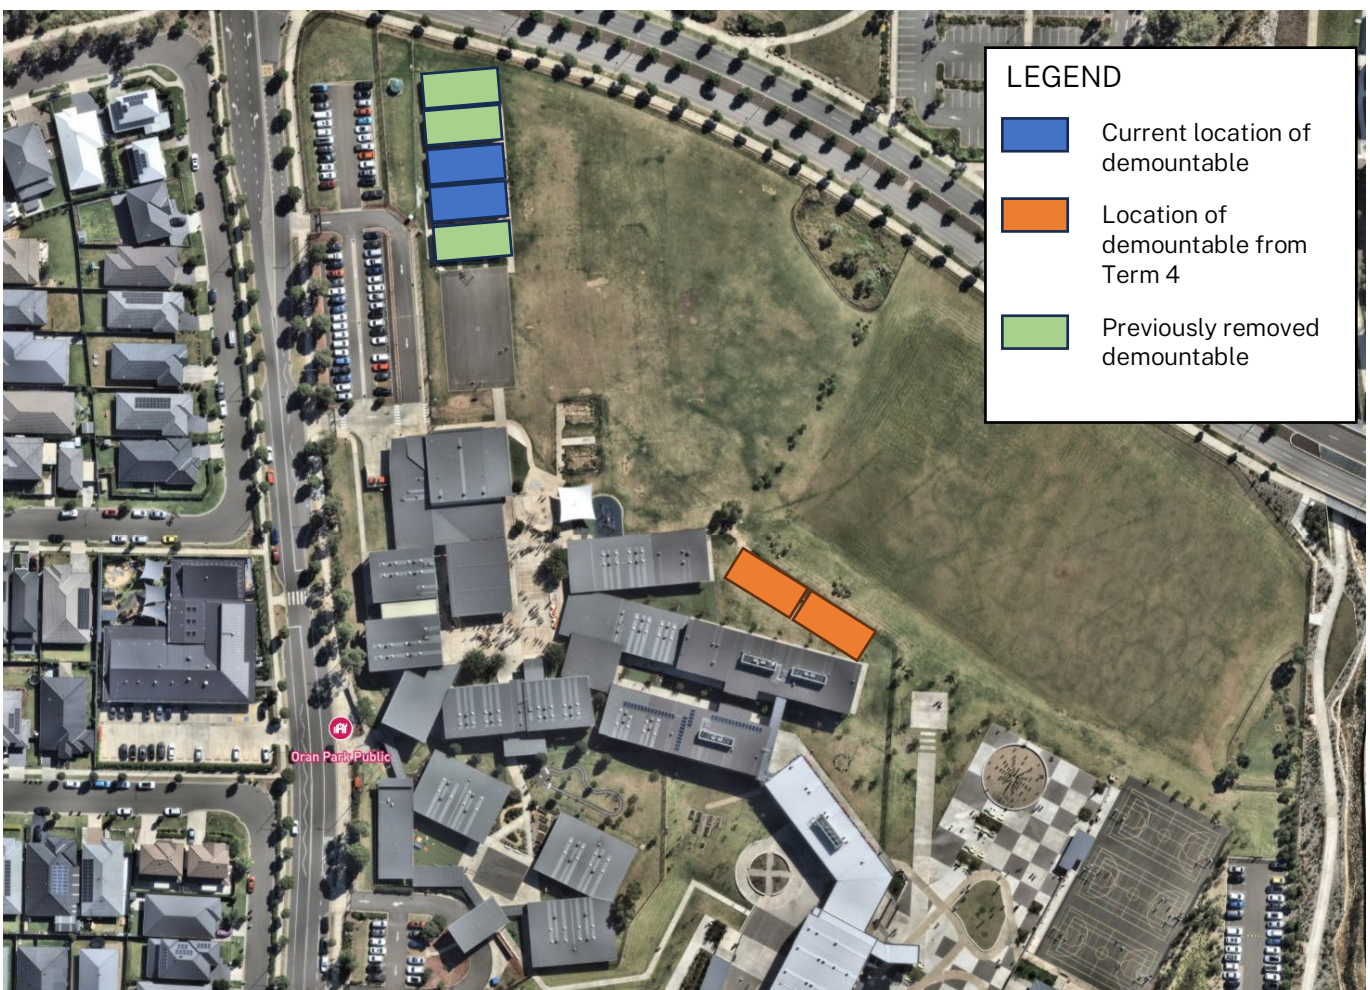 LEGEND
Current location of
demountable
Location of
demountable from
Term 4
Previously removed
demountable
Oran Park Public